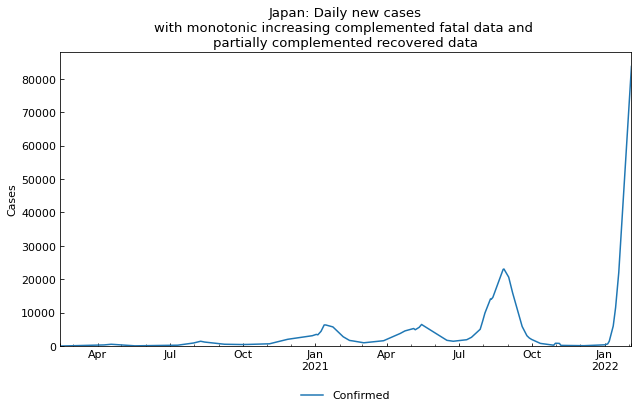 Japan: Daily new cases
with monotonic increasing complemented fatal data and
partially complemented recovered data
80000
70000
60000
50000
40000
30000
20000
10000
0
Cases
Apr
Jul
Oct
Jan
2021
Apr
Jul
Oct
Jan
2022
Confirmed